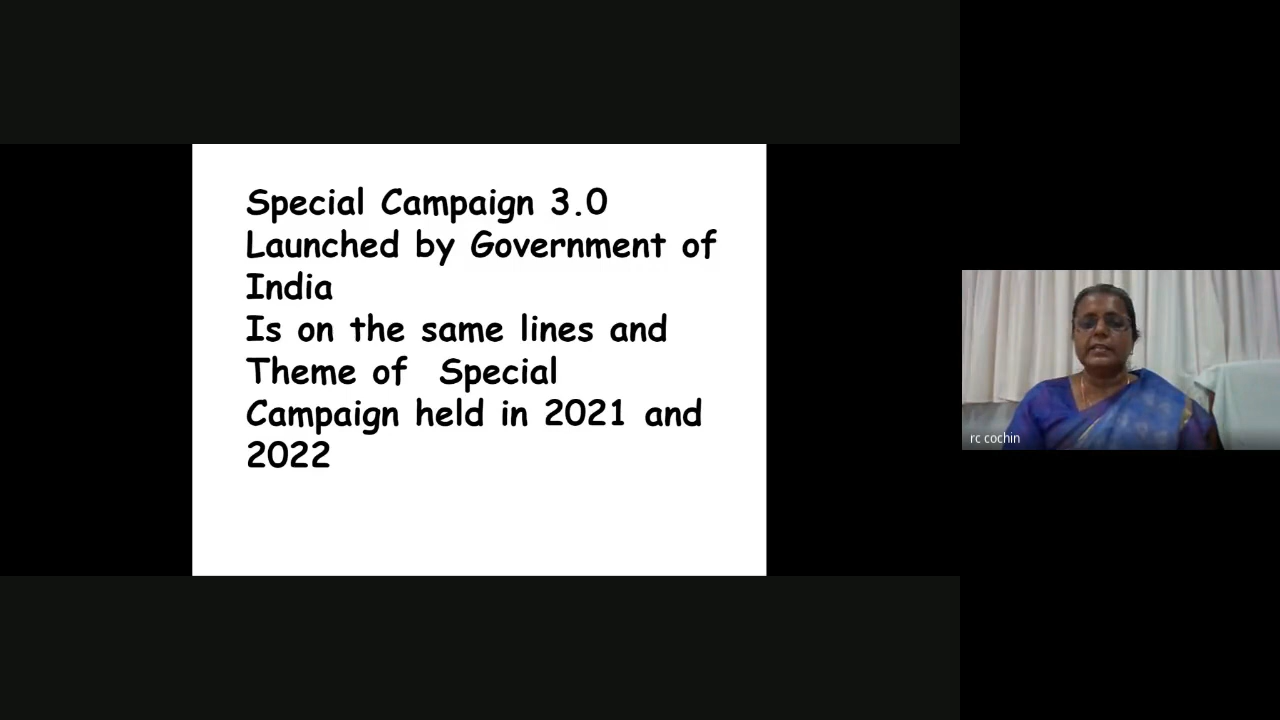 Special Campaign 3.0
Launched by Government of
India
Is on the same lines and
Theme of  Special
Campaign held in 2021 and
2022
rc cochin